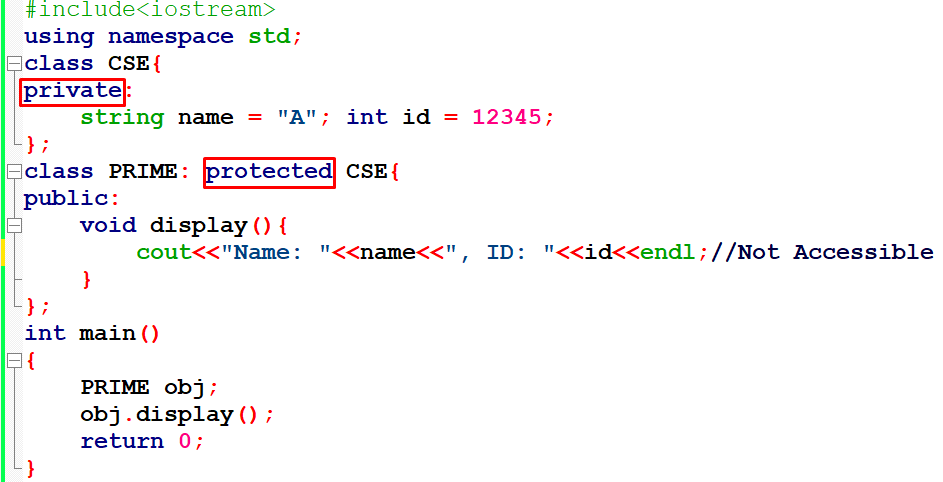 #include<iostream>
using namespace std;
class CSE{
private:
string name = "A"; int id = 12345;
};
class PRIME: protected CSE{
public:
void display(){
cout<<"Name: "<<name<<", ID: "<<id<<endl;//Not Accessible
}
};
int main()
{
PRIME obj;
obj.display();
return 0;
}